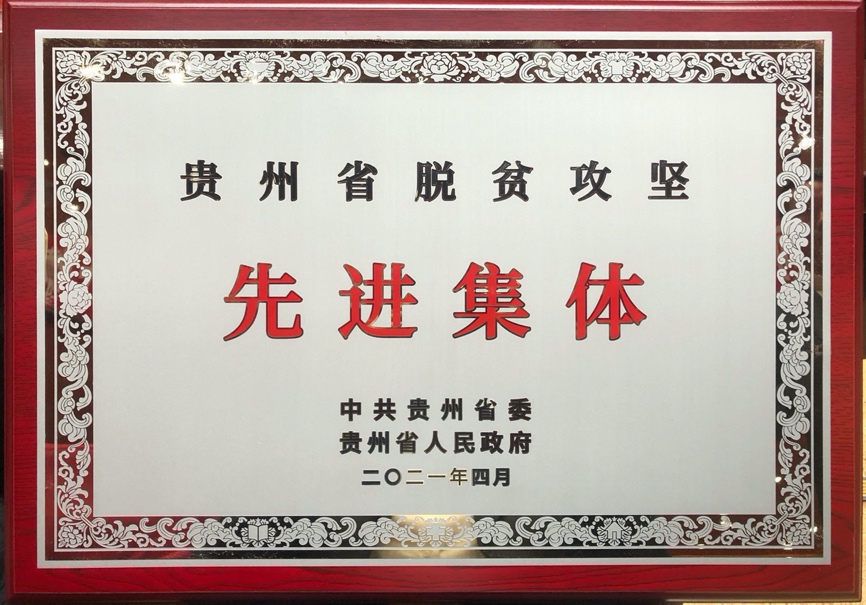 贵州省脱贫攻坚
先进集体
中共贵州省委
贵州省人民政府
二〇二一年四月